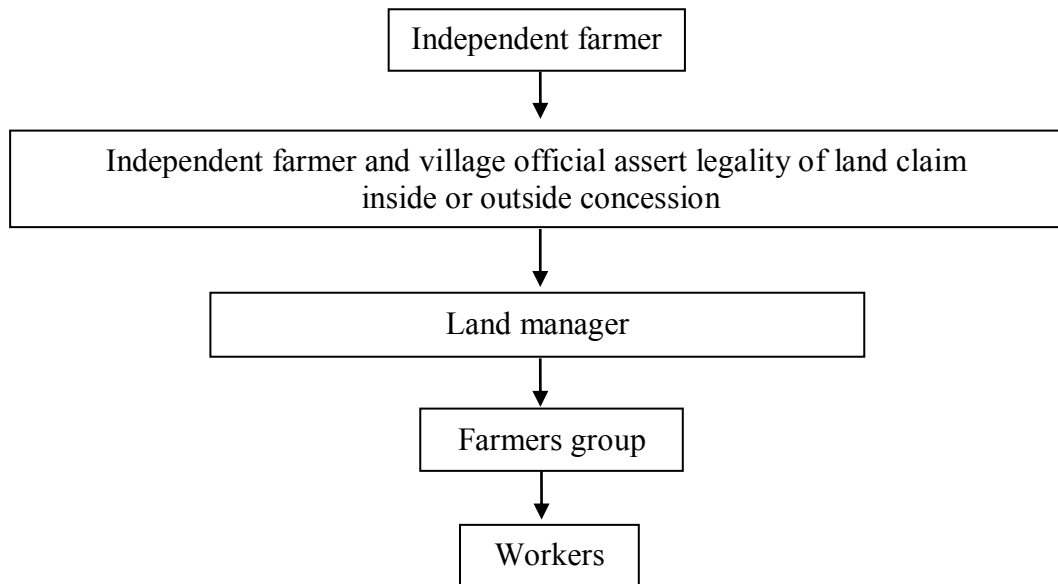 Independent farmer
Independent farmer and village official assert legality of land claim
inside or outside concession
Land manager
Farmers group
Workers